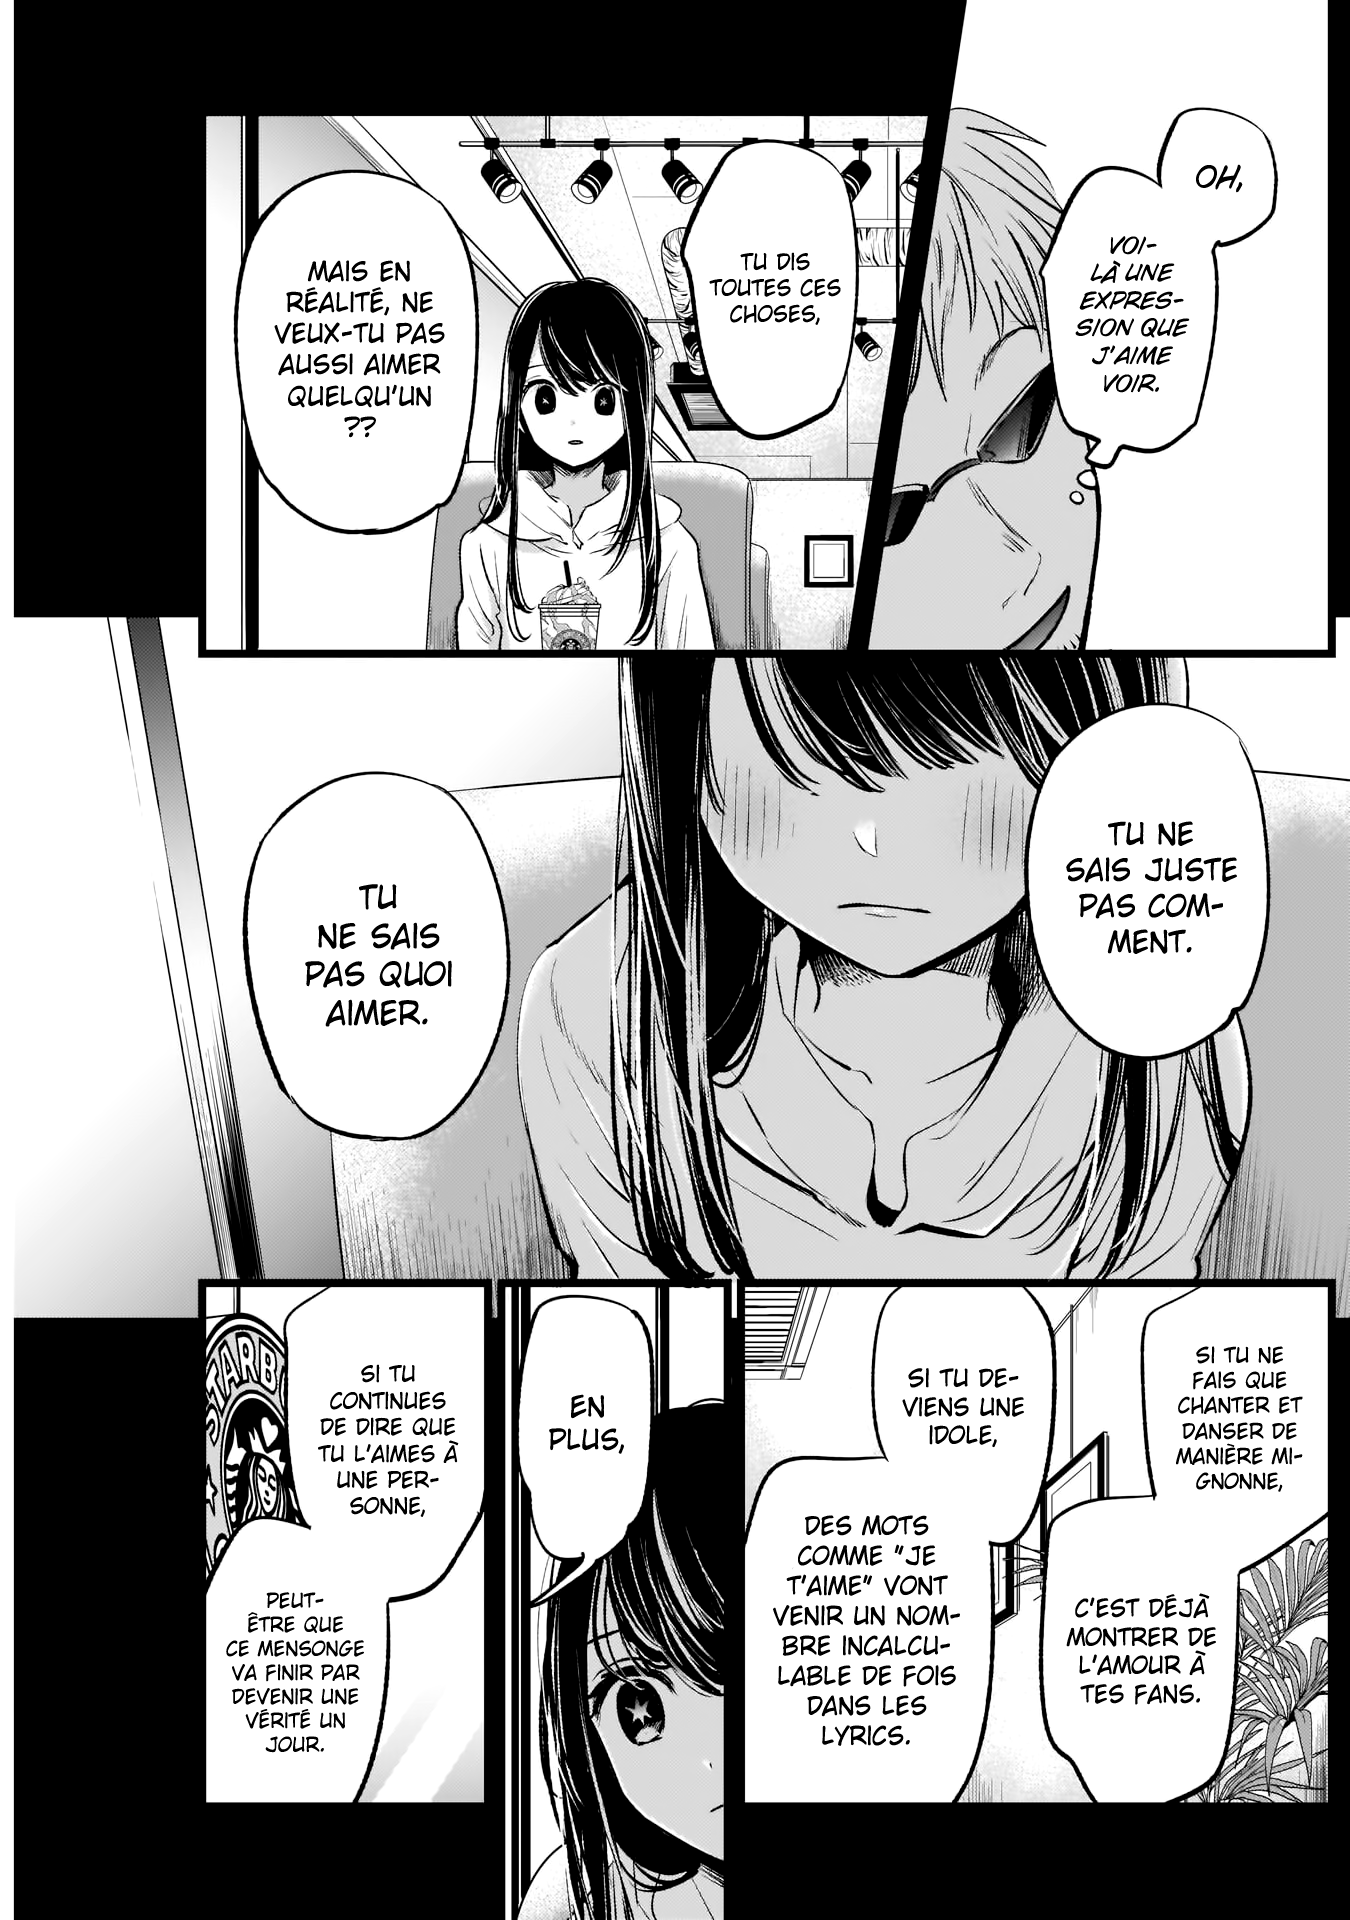 OH,
VOI-
LÀ UNE
EXPRES-
SION QUE
J'AIME
VOIR.
TU DIS
TOUTES CES
CHOSES,
MAIS EN
RÉALITÉ, NE
VEUX-TU PAS
AUSSI AIMER
QUELQU'UN
??
TU NE
SAIS JUSTE
PAS COM-
MENT.
TU
NE SAIS
PAS QUOI
AIMER.
SI TU NE
FAIS QUE
CHANTER ET
DANSER DE
MANIÈRE MI-
GNONNE,
C'EST DÉJÀ
MONTRER DE
L'AMOUR À
TES FANS.
SI TU DE-
VIENS UNE
IDOLE,
DES MOTS
COMME "JE
T'AIME" VONT
VENIR UN NOM-
BRE INCALCU-
LABLE DE FOIS
DANS LES
LYRICS.
EN
PLUS,
SI TU
CONTINUES
DE DIRE QUE
TU L'AIMES À
UNE PER-
SONNE,
PEUT-
ÊTRE QUE
CE MENSONGE
VA FINIR PAR
DEVENIR UNE
VÉRITÉ UN
JOUR.
STARB